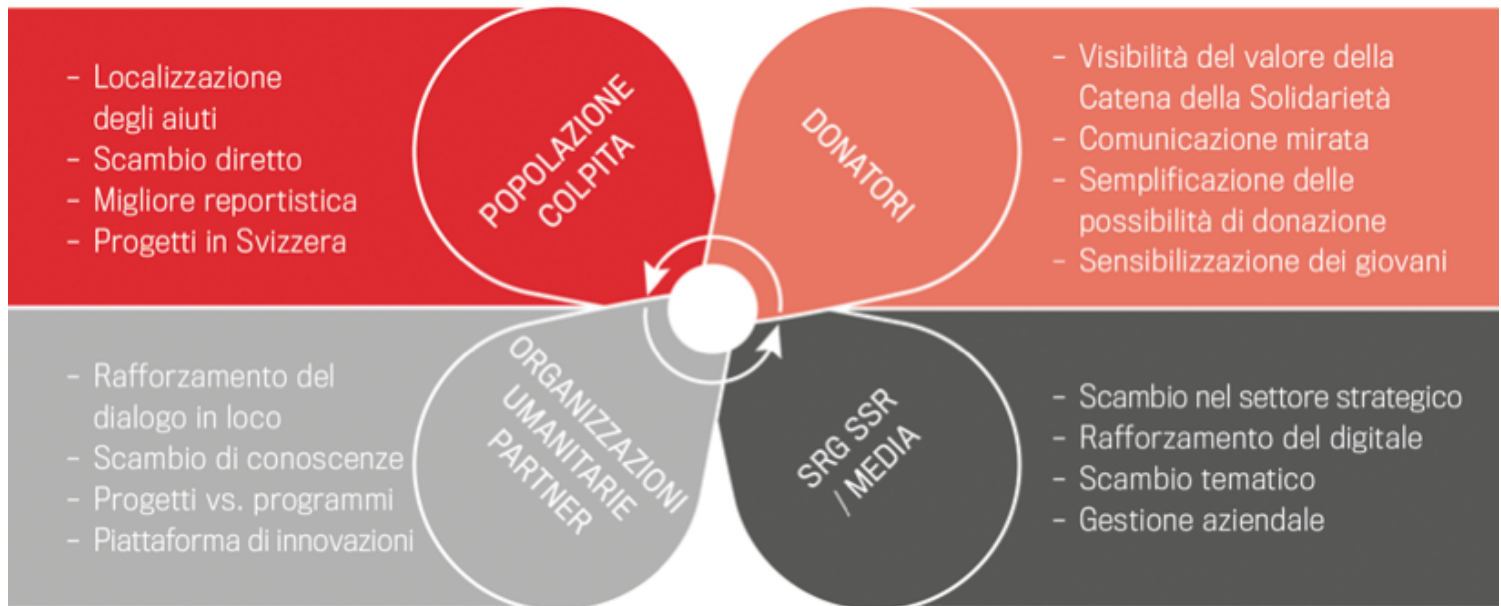 – Localizzazione
degli aiuti
– Scambio diretto
– Migliore reportistica
– Progetti in Svizzera
POPOLAZIONE
COLPITA
DONATORI
– Visibilità del valore della
Catena della Solidarietà
– Comunicazione mirata
– Semplificazione delle
possibilità di donazione
– Sensibilizzazione dei giovani
– Rafforzamento del
dialogo in loco
– Scambio di conoscenze
– Progetti vs. programmi
– Piattaforma di innovazioni
ORGANIZZAZIONI
UMANITARIE
PARTNER
SRG SSR
/ MEDIA
– Scambio nel settore strategico
– Rafforzamento del digitale
– Scambio tematico
– Gestione aziendale